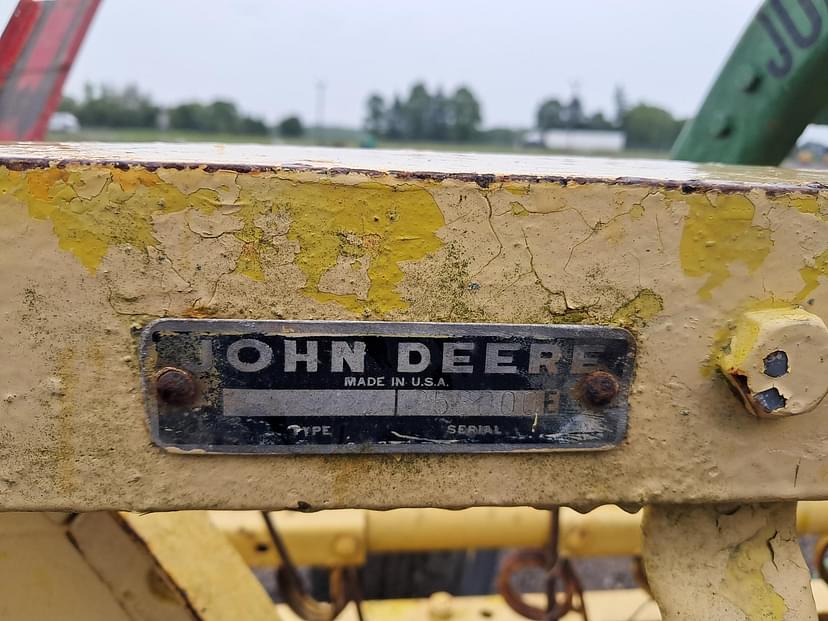 JOHN DEERE
MADE IN U.S.A.
TYPE SERIAL